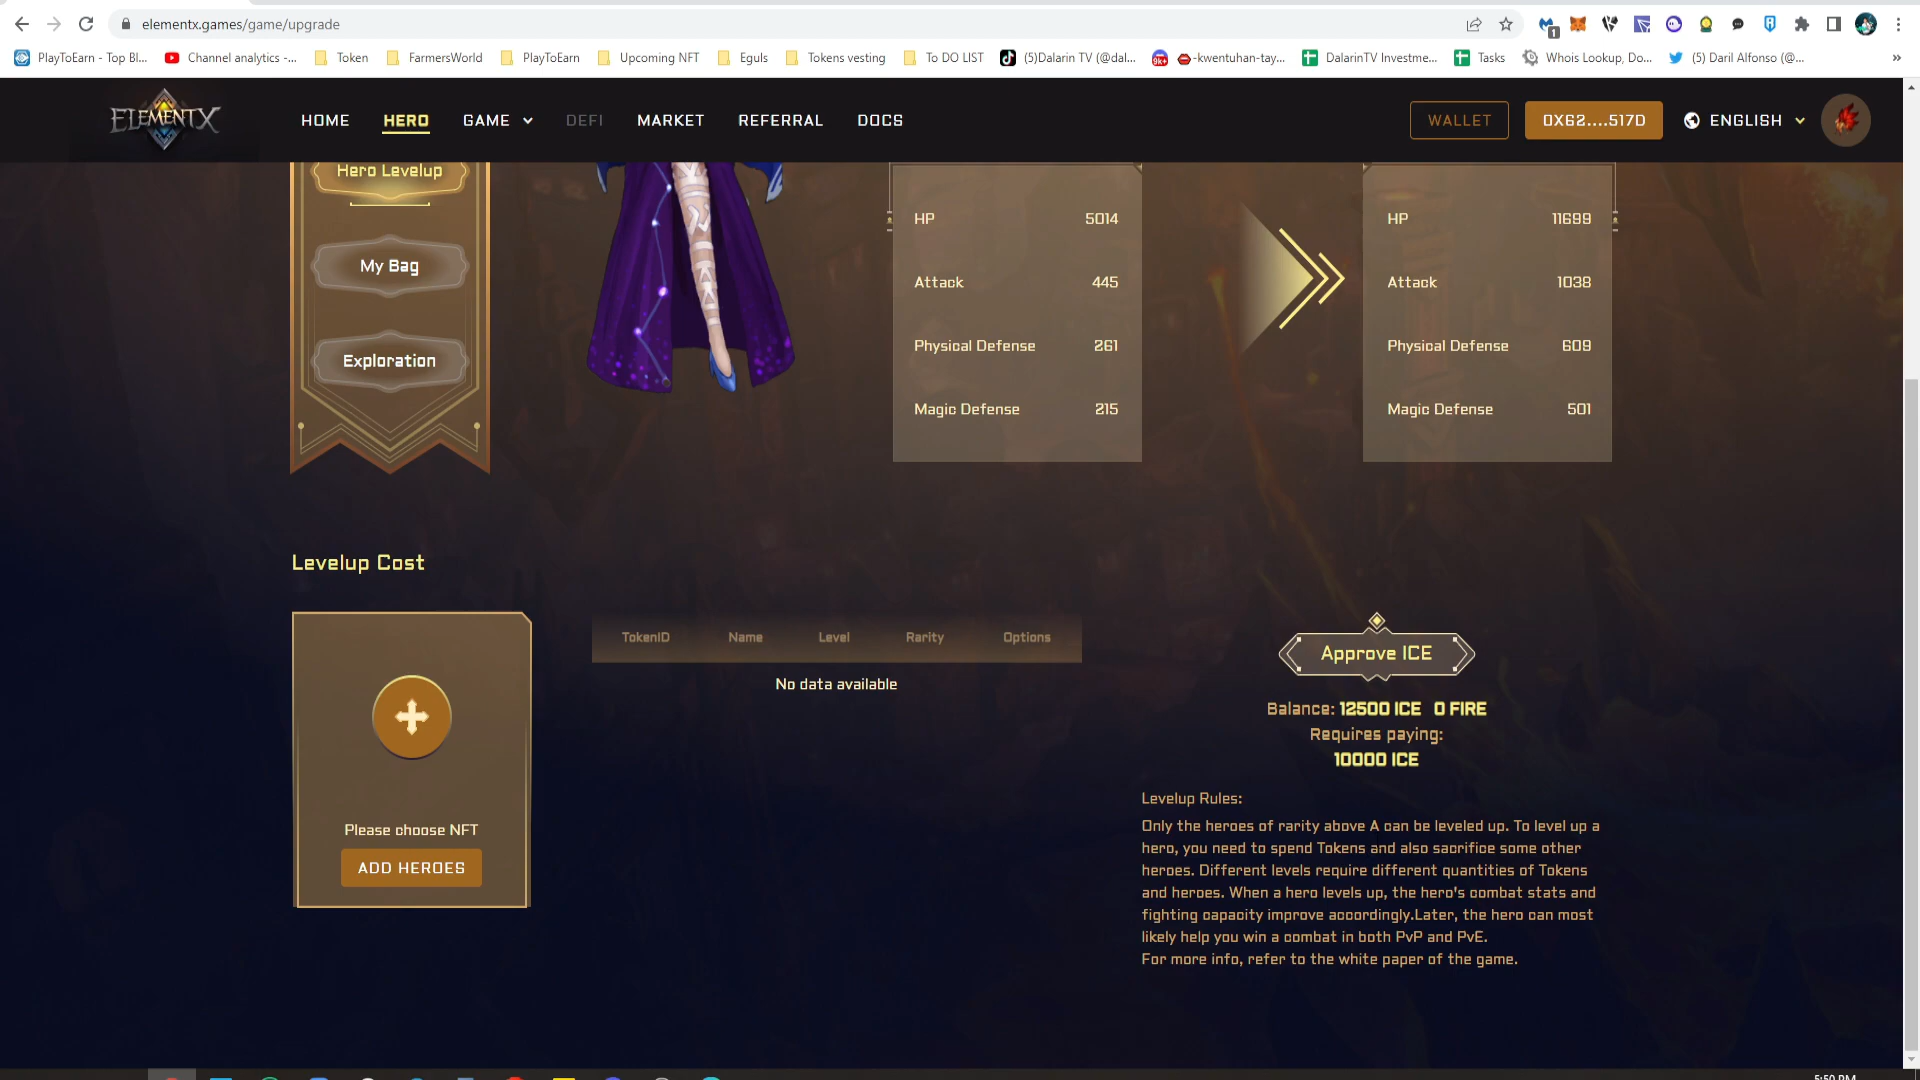 elementx.games/game/upgrade
1
PlayToEarn - Top Bl... Channel analytics -... Token FarmersWorld PlayToEarn Upcoming NFT Eguls Tokens vesting To DO LIST (5)Dalarin TV (@dal... 9k+ -kwentuhan-tay... DalarinTV Investme... Tasks Whois Lookup, Do... (5) Daril Alfonso (@... »
ELEMENTX HOME HERO GAME DEFI MARKET REFERRAL DOCS WALLET 0X62....517D ENGLISH
Hero Levelup
My Bag
Exploration
HP 5014
Attack 445
Physical Defense 261
Magic Defense 215
HP 11699
Attack 1038
Physical Defense 609
Magic Defense 501
Levelup Cost
Please choose NFT
ADD HEROES
TokenID Name Level Rarity Options
No data available
Approve ICE
Balance: 12500 ICE 0 FIRE
Requires paying:
10000 ICE
Levelup Rules:
Only the heroes of rarity above A can be leveled up. To level up a
hero, you need to spend Tokens and also sacrifice some other
heroes. Different levels require different quantities of Tokens
and heroes. When a hero levels up, the hero's combat stats and
fighting capacity improve accordingly.Later, the hero can most
likely help you win a combat in both PvP and PvE.
For more info, refer to the white paper of the game.
5:50 PM